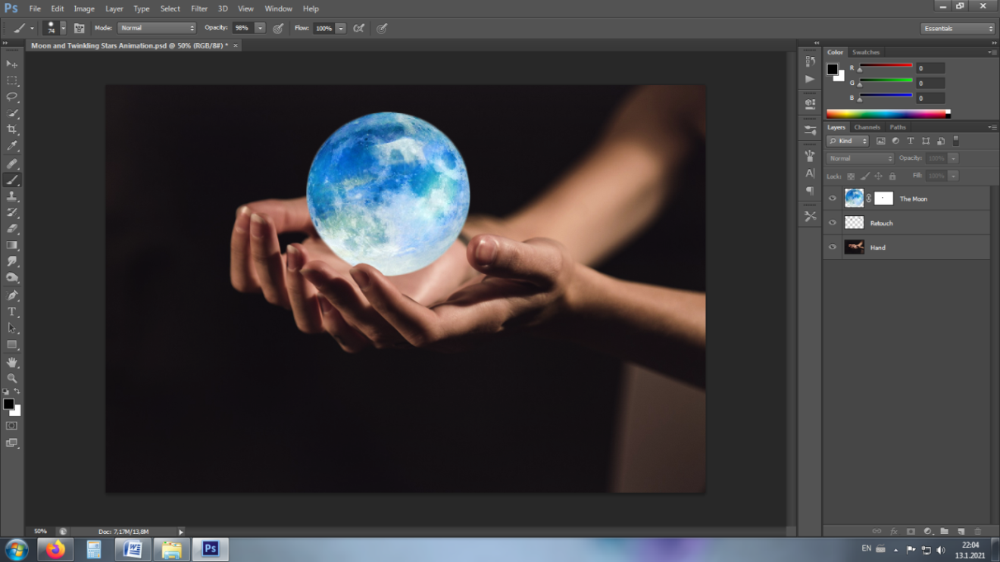 Ps File Edit Image Layer Type Select Filter 3D View Window Help
74 Mode: Normal Opacity: 98% Flow: 100% Essentials
Moon and Twinkling Stars Animation.psd @ 50% (RGB/8#) * ×
Color Swatches
R 0
G 0
B 0
Layers Channels Paths
Kind T
Normal Opacity: 100%
Lock: Fill: 100%
The Moon
Retouch
Hand
A
T
fx
50% Doc: 7,17M/13,8M
W Ps EN 22:04
13.1.2021